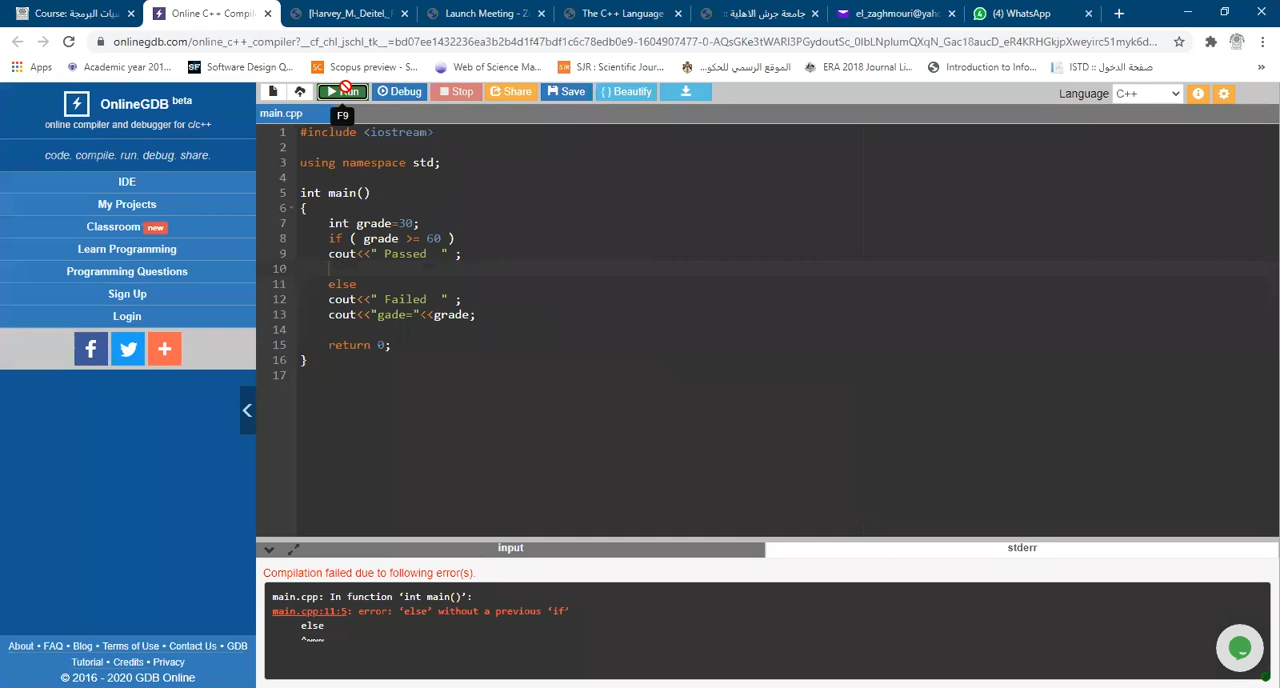 Course: سيات البرمجة
Online C++ Compil
[Harvey_M._Deitel,_
Launch Meeting - Z
The C++ Language
جامعة جرش الاهلية ::
el_zaghmouri@yah
(4) WhatsApp
onlinegdb.com/online_c++_compiler?__cf_chl_jschl_tk__=bd07ee1432236ea3b2b4d1f47bdf1c6c78edb0e9-1604907477-0-AQsGKe3tWARI3PgydoutSc_0IbLNplumQXqN_Gac18aucD_eR4KRHGkjpXweyirc51myk6d...
Apps
Academic year 201...
Software Design Q...
Scopus preview - S...
Web of Science Ma...
SJR : Scientific Jour...
الموقع الرسمي للحكو...
ERA 2018 Journal Li...
Introduction to Info...
صفحة الدخول :: ISTD
»
OnlineGDB beta
online compiler and debugger for c/c++
code. compile. run. debug. share.
IDE
My Projects
Classroom new
Learn Programming
Programming Questions
Sign Up
Login
About • FAQ • Blog • Terms of Use • Contact Us • GDB
Tutorial • Credits • Privacy
© 2016 - 2020 GDB Online
Run Debug Stop Share Save { } Beautify
Language C++
F9
main.cpp
1 #include <iostream>
2
3 using namespace std;
4
5 int main()
6 {
7 int grade=30;
8 if ( grade >= 60 )
9 cout<<" Passed  " ;
10
11 else
12 cout<<" Failed  " ;
13 cout<<"gade="<<grade;
14
15 return 0;
16 }
17
input
stderr
Compilation failed due to following error(s).
main.cpp: In function ‘int main()’:
main.cpp:11:5: error: ‘else’ without a previous ‘if’
else
^~~~